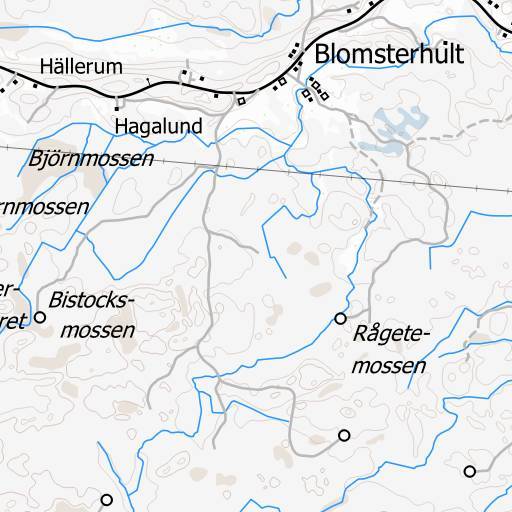 Blomsterhult
Hällerum
Hagalund
Björnmossen
rnmossen
er-
ret
Bistocks-
mossen
Rågete-
mossen